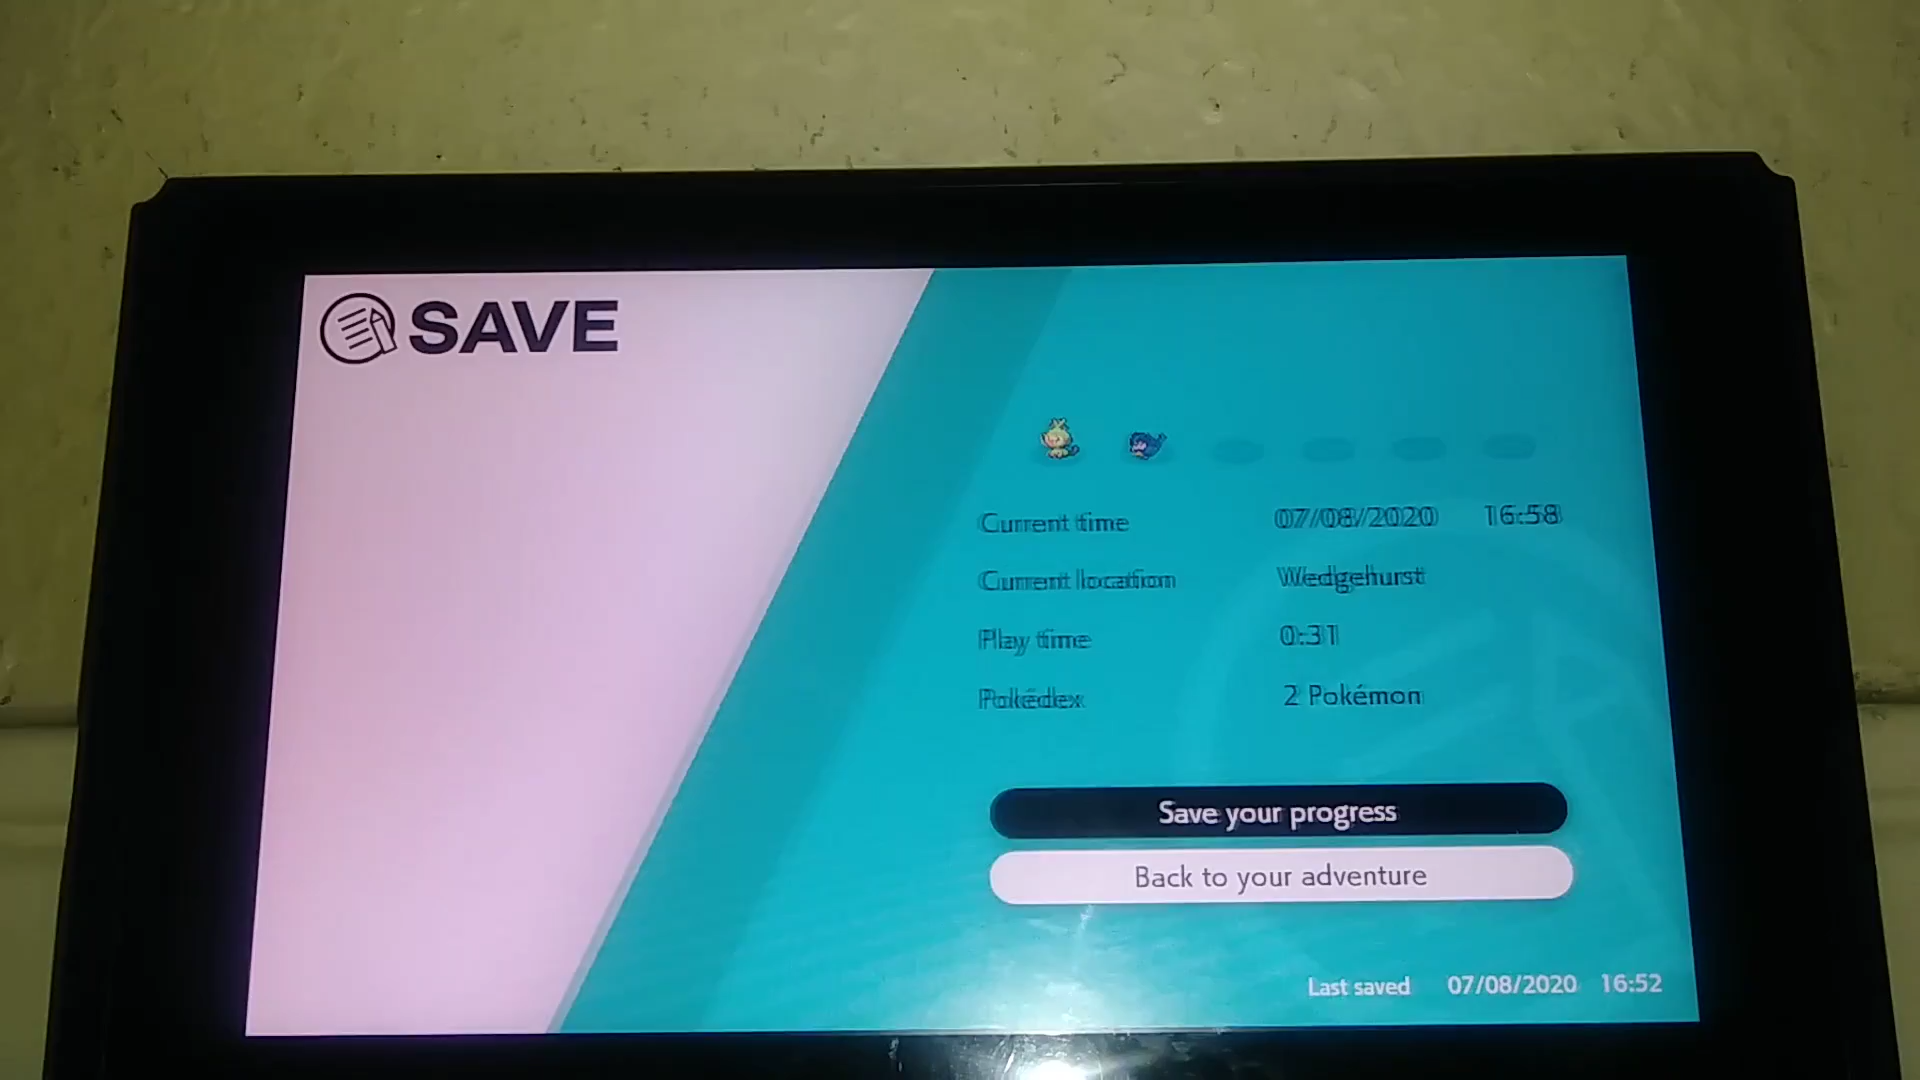 SAVE
Current time 07/08/2020 16:58
Current location Wedgehurst
Play time 0:31
Pokédex 2 Pokémon
Save your progress
Back to your adventure
Last saved 07/08/2020 16:52